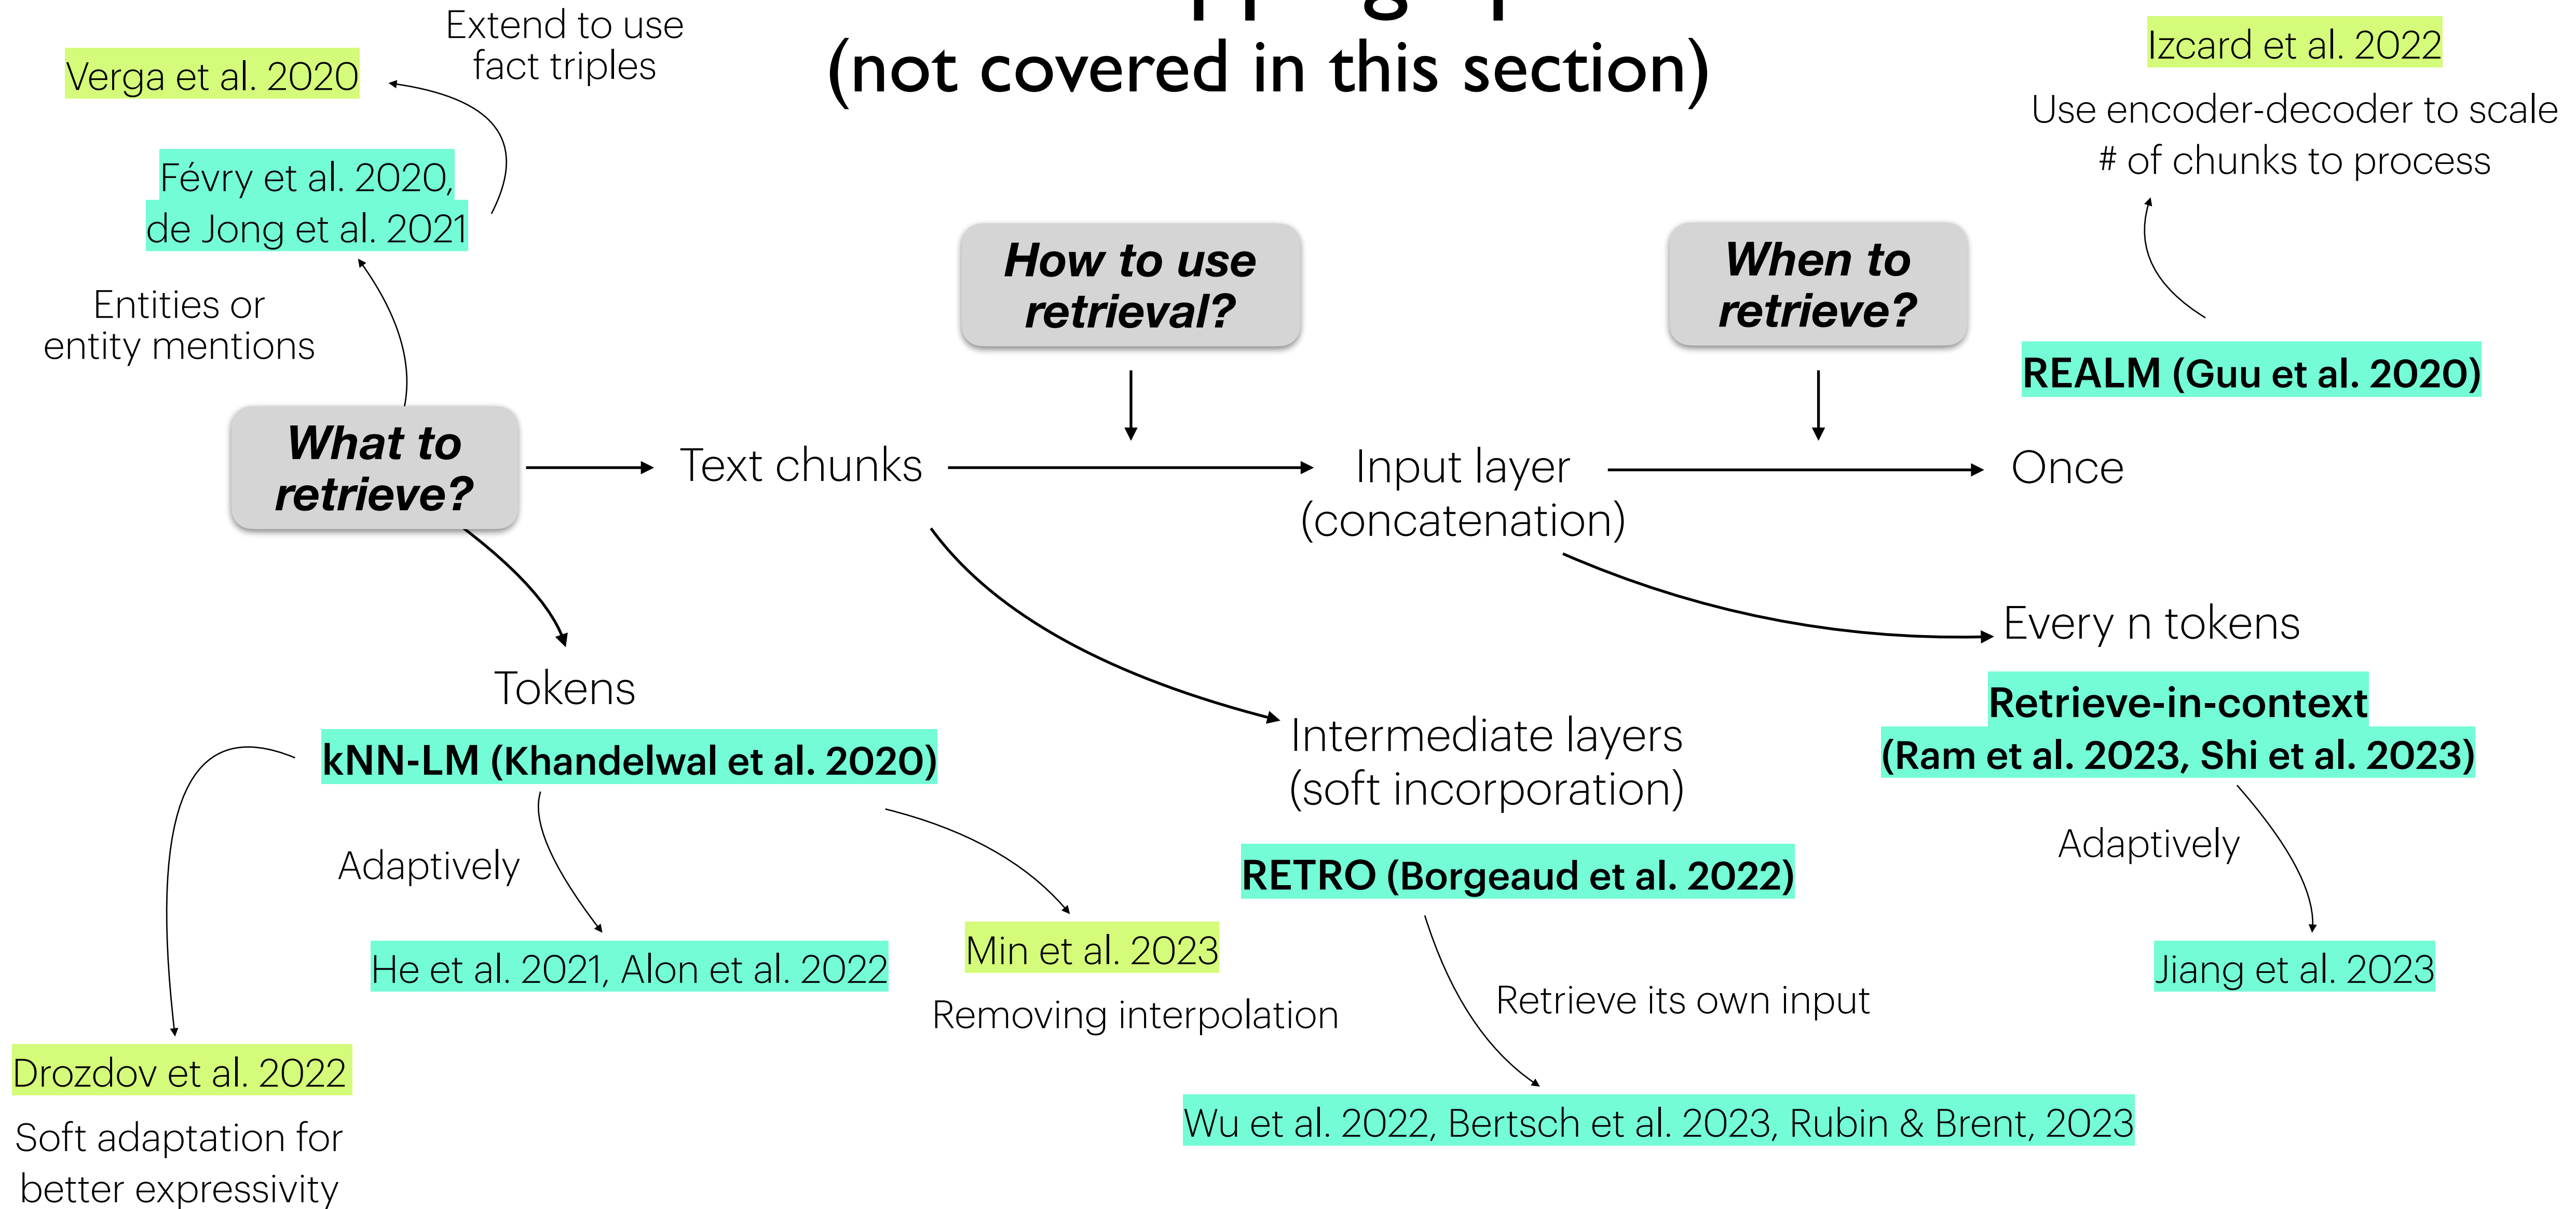 (not covered in this section)
Extend to use
fact triples
Verga et al. 2020
Févry et al. 2020,
de Jong et al. 2021
Entities or
entity mentions
What to
retrieve?
How to use
retrieval?
When to
retrieve?
Izcard et al. 2022
Use encoder-decoder to scale
# of chunks to process
REALM (Guu et al. 2020)
Text chunks
Input layer
(concatenation)
Once
Every n tokens
Retrieve-in-context
(Ram et al. 2023, Shi et al. 2023)
Adaptively
Jiang et al. 2023
Tokens
kNN-LM (Khandelwal et al. 2020)
Adaptively
He et al. 2021, Alon et al. 2022
Min et al. 2023
Removing interpolation
Drozdov et al. 2022
Soft adaptation for
better expressivity
Intermediate layers
(soft incorporation)
RETRO (Borgeaud et al. 2022)
Retrieve its own input
Wu et al. 2022, Bertsch et al. 2023, Rubin & Brent, 2023